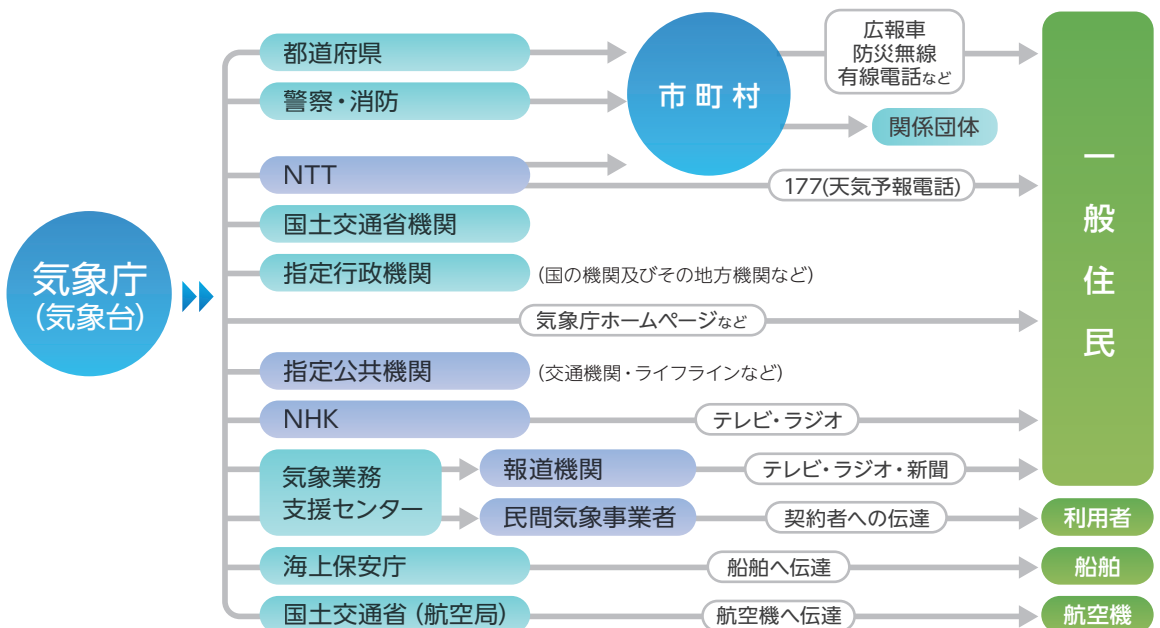 気象庁
(気象台)
都道府県
警察・消防
NTT
国土交通省機関
指定行政機関
(国の機関及びその地方機関など)
気象庁ホームページなど
指定公共機関
(交通機関・ライフラインなど)
NHK
テレビ・ラジオ
気象業務
支援センター
報道機関
テレビ・ラジオ・新聞
民間気象事業者
契約者への伝達
海上保安庁
船舶へ伝達
国土交通省(航空局)
航空機へ伝達
市町村
広報車
防災無線
有線電話など
関係団体
177(天気予報電話)
一般住民
利用者
船舶
航空機